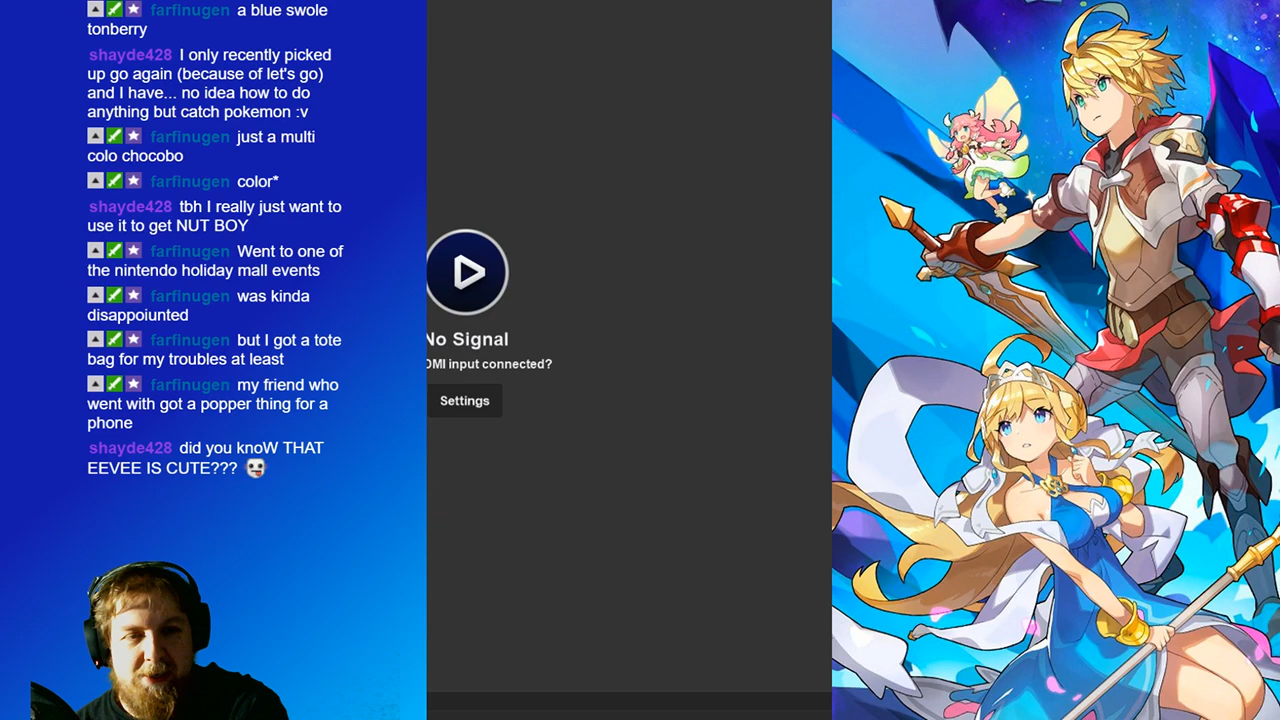 farfinugen a blue swole
tonberry
shayde428 I only recently picked
up go again (because of let's go)
and I have... no idea how to do
anything but catch pokemon :v
farfinugen just a multi
colo chocobo
farfinugen color*
shayde428 tbh I really just want to
use it to get NUT BOY
farfinugen Went to one of
the nintendo holiday mall events
farfinugen was kinda
disappoiunted
farfinugen but I got a tote
bag for my troubles at least
farfinugen my friend who
went with got a popper thing for a
phone
shayde428 did you knoW THAT
EEVEE IS CUTE???
No Signal
DMI input connected?
Settings